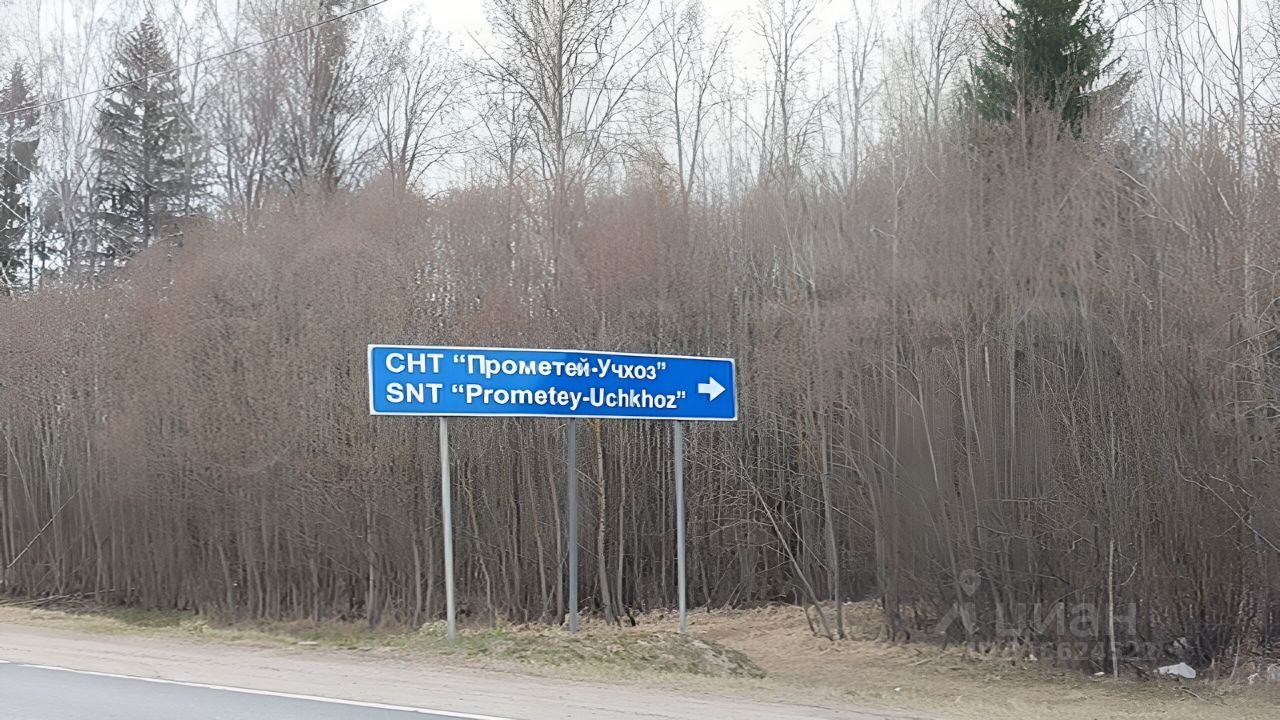 СНТ “Прометей-Учхоз”
SNT “Prometey-Uchkhoz”
циан